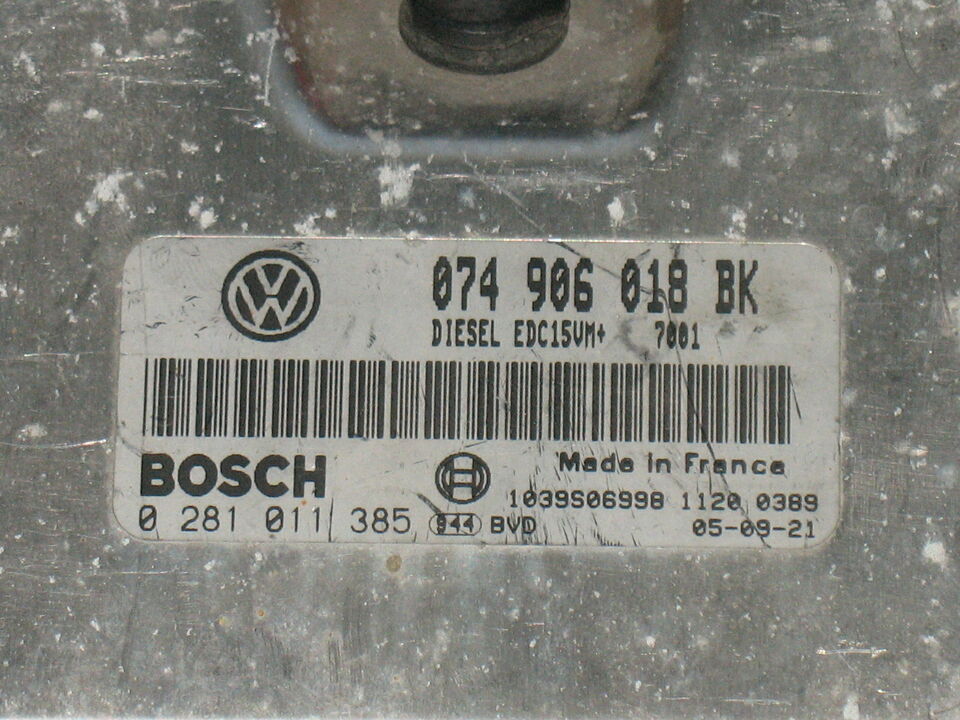 074 906 018 BK
DIESEL EDC15VM+ 7001
BOSCH
Made in France
1039S06998 1120 0389
0 281 011 385 944 BVD 05-09-21